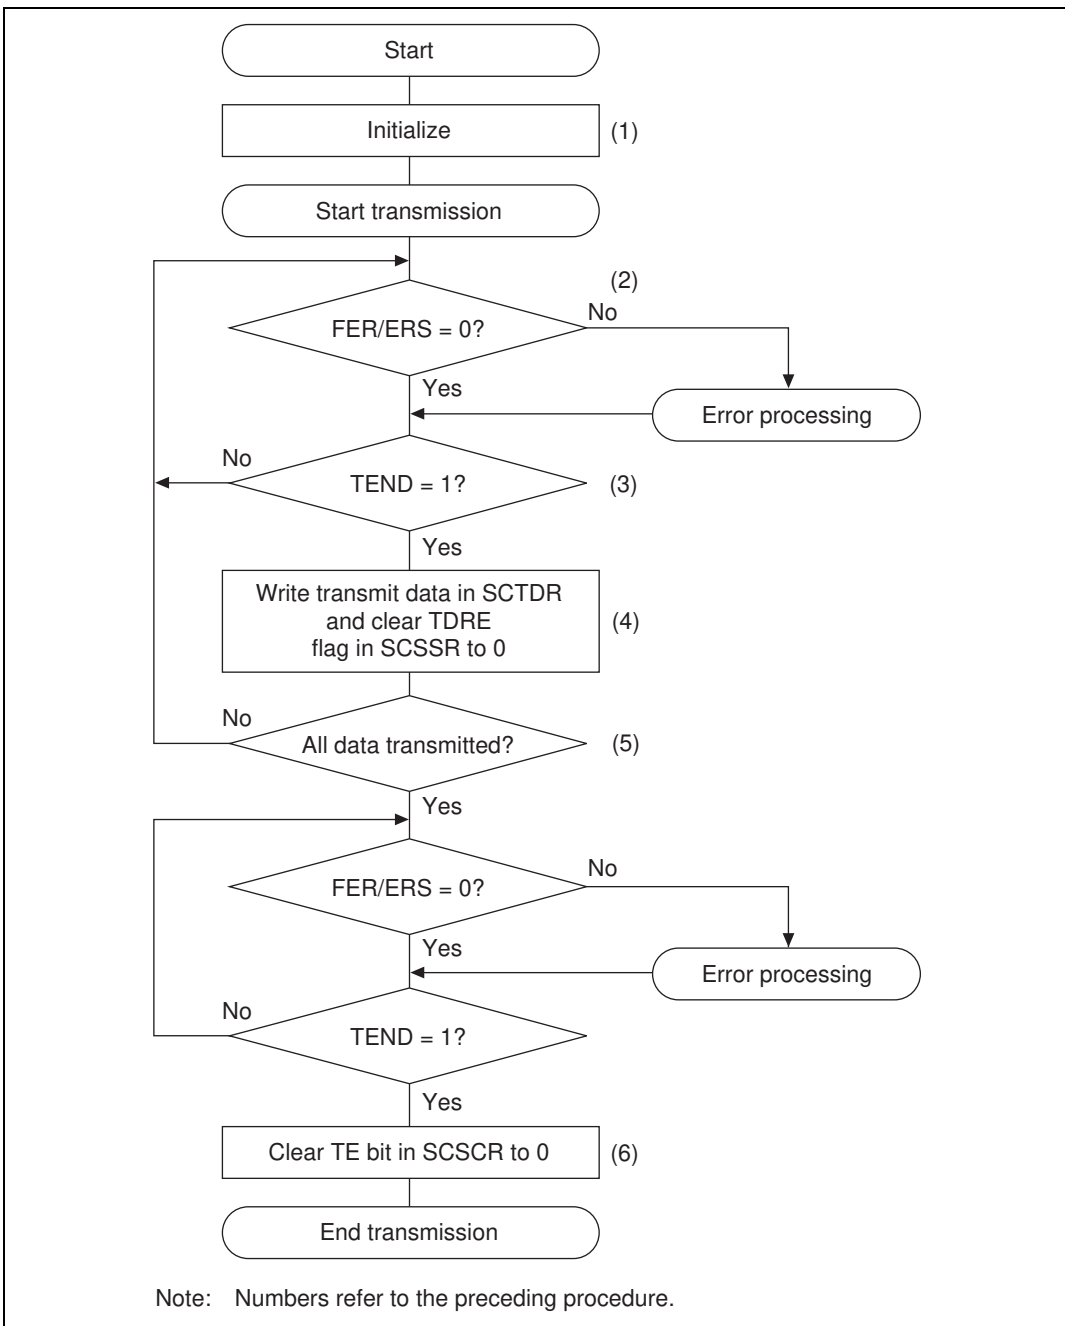 Start
Initialize
(1)
Start transmission
(2)
FER/ERS = 0?
No
Yes
Error processing
No
TEND = 1?
(3)
Yes
Write transmit data in SCTDR
and clear TDRE
flag in SCSSR to 0
(4)
No
All data transmitted?
(5)
Yes
FER/ERS = 0?
No
Yes
Error processing
No
TEND = 1?
Yes
Clear TE bit in SCSCR to 0
(6)
End transmission
Note: Numbers refer to the preceding procedure.